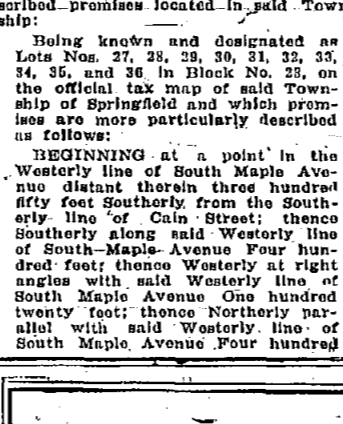 scribed premises located in said Town-
ship:
Being known and designated as
Lots Nos. 27, 28, 29, 30, 31, 32, 33,
34, 35, and 36 in Block No. 23, on
the official tax map of said Town-
ship of Springfield and which prem-
ises are more particularly described
as follows:
BEGINNING at a point in the
Westerly line of South Maple Ave-
nue distant therein three hundred
fifty feet Southerly from the South-
erly line of Cain Street; thence
Southerly along said Westerly line
of South Maple Avenue Four hun-
dred feet; thence Westerly at right
angles with said Westerly line of
South Maple Avenue One hundred
twenty feet; thence Northerly par-
allel with said Westerly line of
South Maple Avenue Four hundred